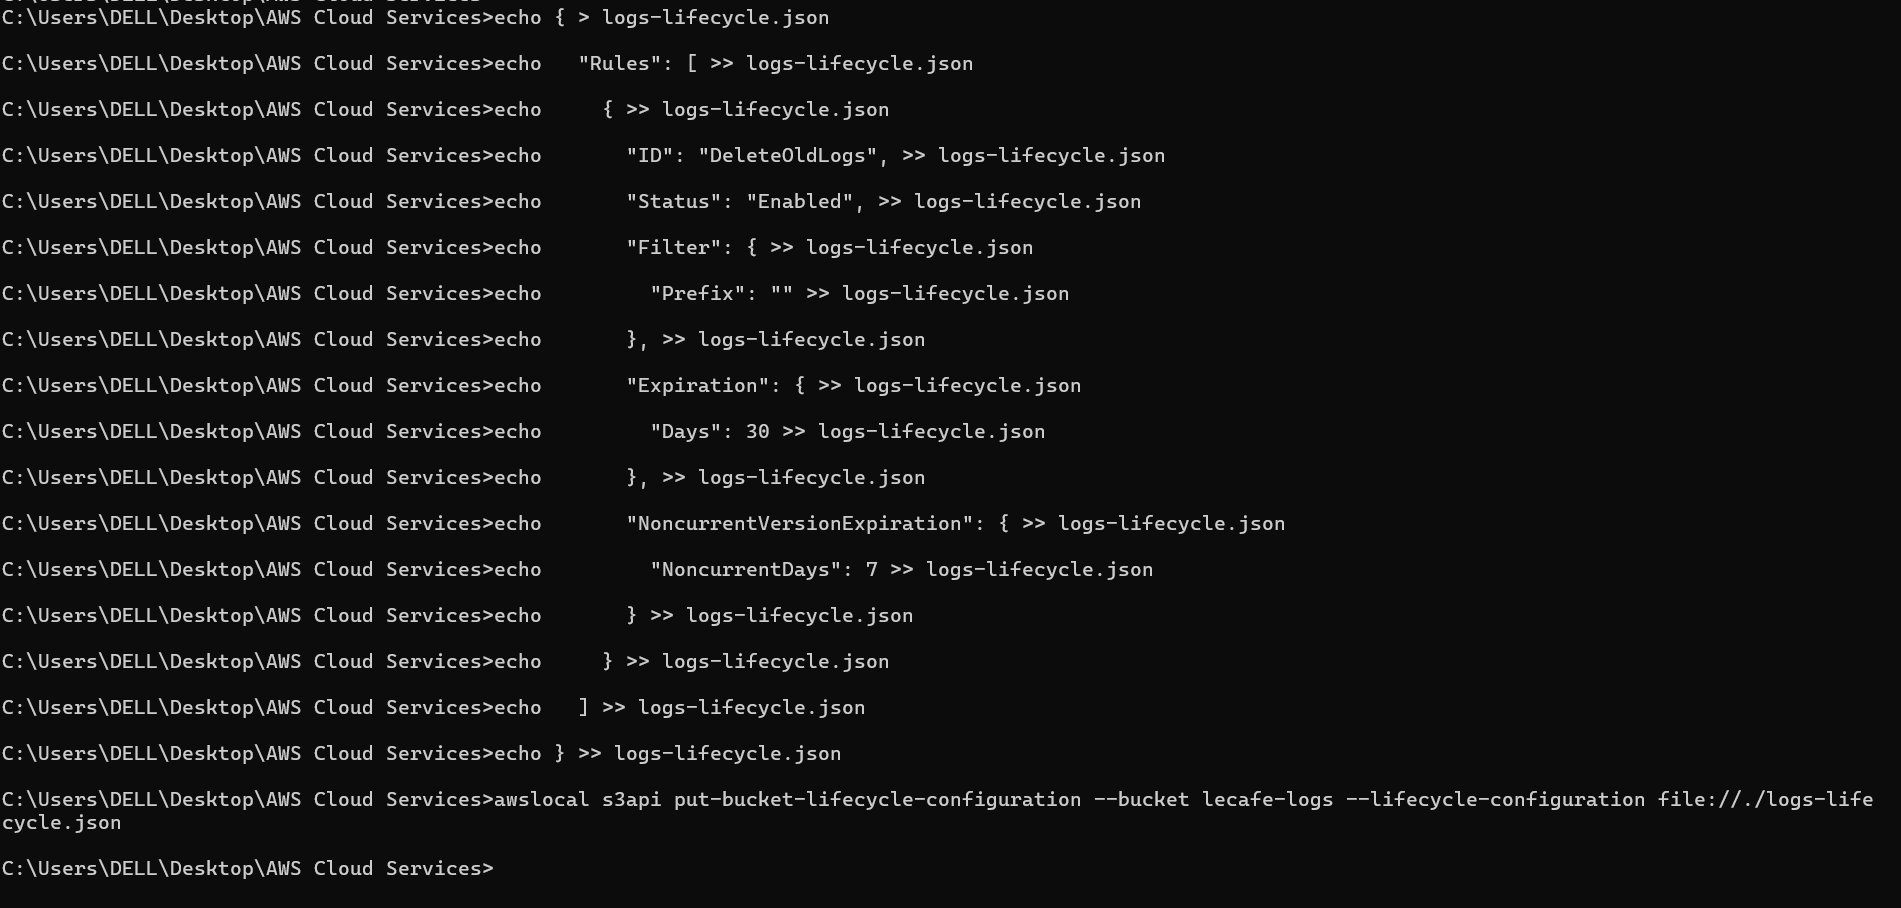 C:\Users\DELL\Desktop\AWS Cloud Services>echo { > logs-lifecycle.json
C:\Users\DELL\Desktop\AWS Cloud Services>echo   "Rules": [ >> logs-lifecycle.json
C:\Users\DELL\Desktop\AWS Cloud Services>echo     { >> logs-lifecycle.json
C:\Users\DELL\Desktop\AWS Cloud Services>echo       "ID": "DeleteOldLogs", >> logs-lifecycle.json
C:\Users\DELL\Desktop\AWS Cloud Services>echo       "Status": "Enabled", >> logs-lifecycle.json
C:\Users\DELL\Desktop\AWS Cloud Services>echo       "Filter": { >> logs-lifecycle.json
C:\Users\DELL\Desktop\AWS Cloud Services>echo         "Prefix": "" >> logs-lifecycle.json
C:\Users\DELL\Desktop\AWS Cloud Services>echo       }, >> logs-lifecycle.json
C:\Users\DELL\Desktop\AWS Cloud Services>echo       "Expiration": { >> logs-lifecycle.json
C:\Users\DELL\Desktop\AWS Cloud Services>echo         "Days": 30 >> logs-lifecycle.json
C:\Users\DELL\Desktop\AWS Cloud Services>echo       }, >> logs-lifecycle.json
C:\Users\DELL\Desktop\AWS Cloud Services>echo       "NoncurrentVersionExpiration": { >> logs-lifecycle.json
C:\Users\DELL\Desktop\AWS Cloud Services>echo         "NoncurrentDays": 7 >> logs-lifecycle.json
C:\Users\DELL\Desktop\AWS Cloud Services>echo       } >> logs-lifecycle.json
C:\Users\DELL\Desktop\AWS Cloud Services>echo     } >> logs-lifecycle.json
C:\Users\DELL\Desktop\AWS Cloud Services>echo   ] >> logs-lifecycle.json
C:\Users\DELL\Desktop\AWS Cloud Services>echo } >> logs-lifecycle.json
C:\Users\DELL\Desktop\AWS Cloud Services>awslocal s3api put-bucket-lifecycle-configuration --bucket lecafe-logs --lifecycle-configuration file://./logs-life
cycle.json
C:\Users\DELL\Desktop\AWS Cloud Services>